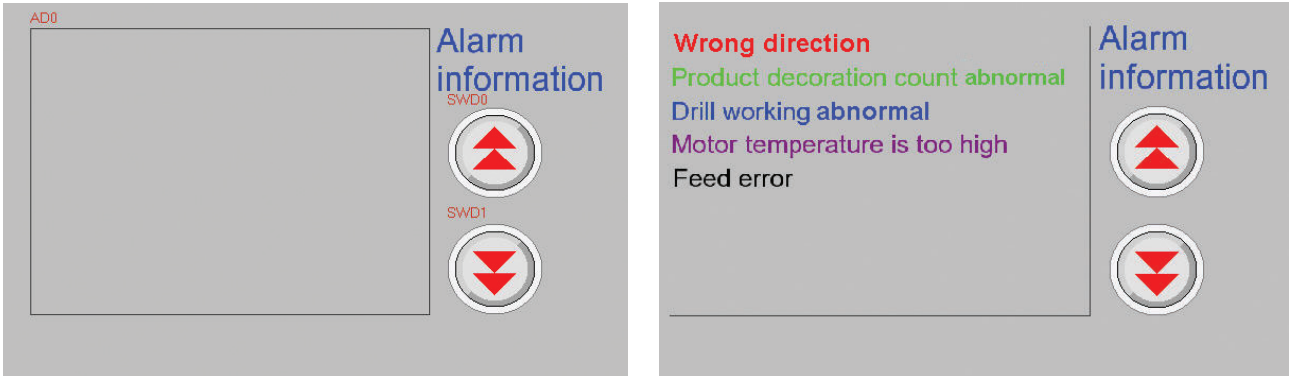 AD0
Alarm
information
SWD0
SWD1
Wrong direction
Product decoration count abnormal
Drill working abnormal
Motor temperature is too high
Feed error
Alarm
information